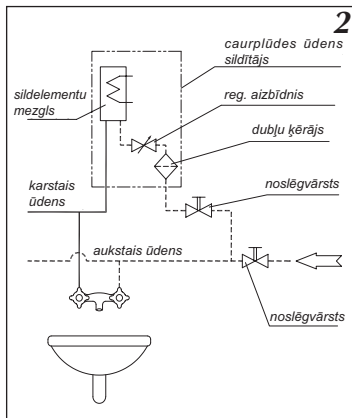 2
caurplūdes ūdens
sildītājs
sildelementu
mezgls
reg. aizbīdnis
dubļu ķērājs
karstais
ūdens
noslēgvārsts
aukstais ūdens
noslēgvārsts